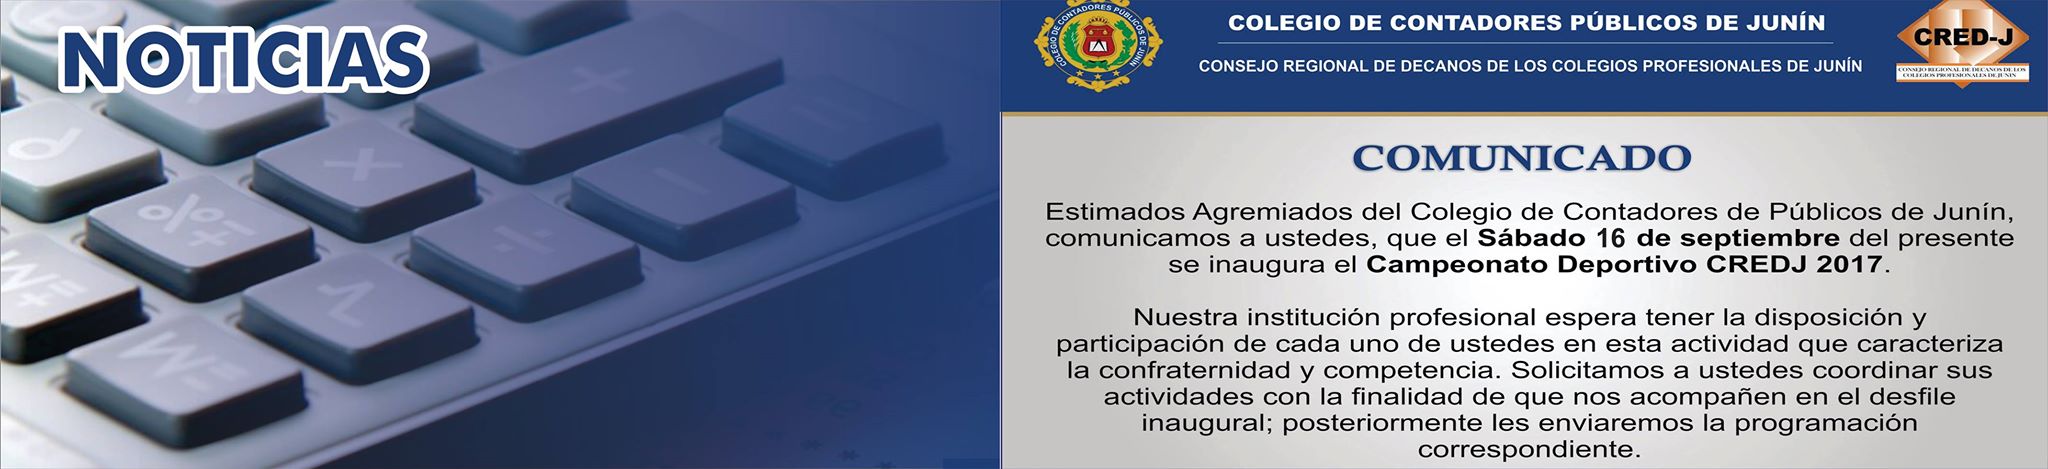 NOTICIAS
COLEGIO DE CONTADORES PÚBLICOS DE JUNÍN
CONSEJO REGIONAL DE DECANOS DE LOS COLEGIOS PROFESIONALES DE JUNÍN
COLEGIO DE CONTADORES PÚBLICOS DE JUNÍN
CRED-J
CONSEJO REGIONAL DE DECANOS DE LOS
COLEGIOS PROFESIONALES DE JUNIN
COMUNICADO
Estimados Agremiados del Colegio de Contadores de Públicos de Junín,
comunicamos a ustedes, que el Sábado 16 de septiembre del presente
se inaugura el Campeonato Deportivo CREDJ 2017.
Nuestra institución profesional espera tener la disposición y
participación de cada uno de ustedes en esta actividad que caracteriza
la confraternidad y competencia. Solicitamos a ustedes coordinar sus
actividades con la finalidad de que nos acompañen en el desfile
inaugural; posteriormente les enviaremos la programación
correspondiente.